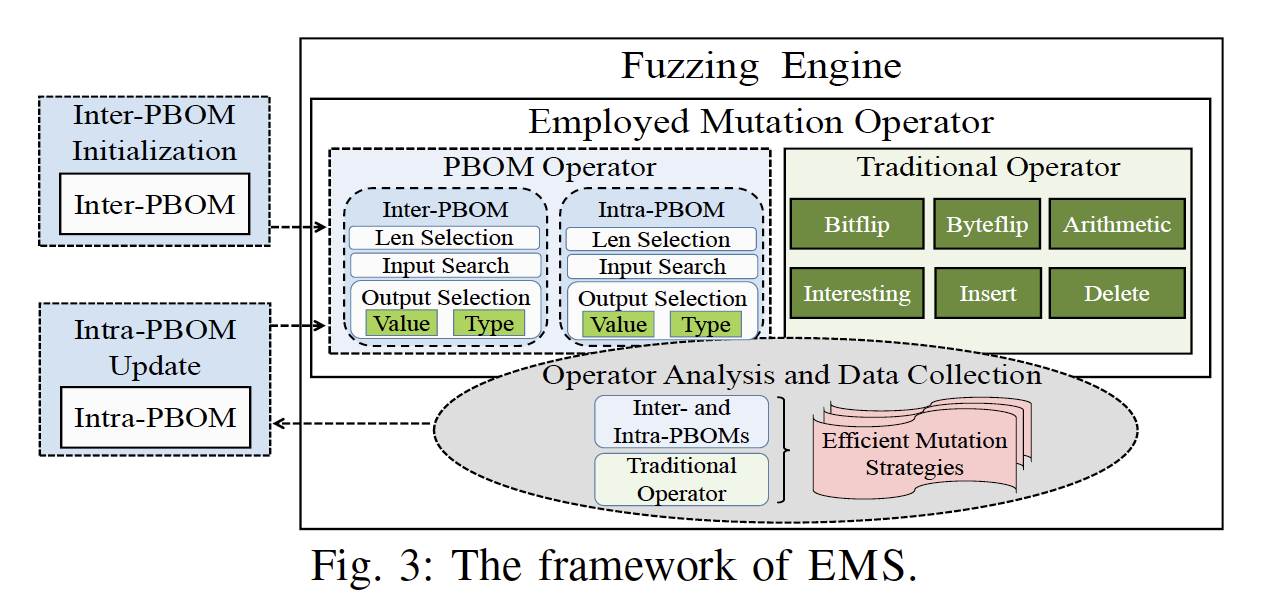 Fuzzing Engine
Employed Mutation Operator
Inter-PBOM
Initialization
Inter-PBOM
Intra-PBOM
Update
Intra-PBOM
PBOM Operator
Inter-PBOM
Len Selection
Input Search
Output Selection
Value Type
Intra-PBOM
Len Selection
Input Search
Output Selection
Value Type
Traditional Operator
Bitflip Byteflip Arithmetic
Interesting Insert Delete
Operator Analysis and Data Collection
Inter- and
Intra-PBOMs
Traditional
Operator
Efficient Mutation
Strategies
Fig. 3: The framework of EMS.